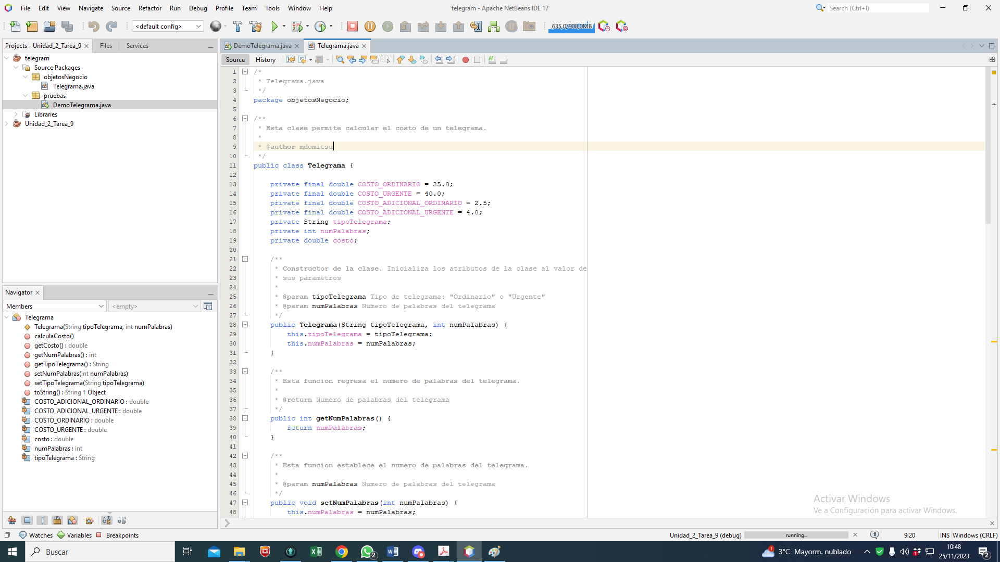 File Edit View Navigate Source Refactor Run Debug Profile Team Tools Window Help
telegram - Apache NetBeans IDE 17
Search (Ctrl+I)
<default config>
635,0/908,0MB
Projects - Unidad_2_Tarea_9
Files
Services
telegram
Source Packages
objetosNegocio
Telegrama.java
pruebas
DemoTelegrama.java
Libraries
Unidad_2_Tarea_9
Navigator
Members
<empty>
Telegrama
Telegrama(String tipoTelegrama, int numPalabras)
calculaCosto()
getCosto() : double
getNumPalabras() : int
getTipoTelegrama() : String
setNumPalabras(int numPalabras)
setTipoTelegrama(String tipoTelegrama)
toString() : String ↑ Object
COSTO_ADICIONAL_ORDINARIO : double
COSTO_ADICIONAL_URGENTE : double
COSTO_ORDINARIO : double
COSTO_URGENTE : double
costo : double
numPalabras : int
tipoTelegrama : String
DemoTelegrama.java
Telegrama.java
Source
History
1 /*
2 * Telegrama.java
3 */
4 package objetosNegocio;
5
6 /**
7 * Esta clase permite calcular el costo de un telegrama.
8 *
9 * @author mdomitsu
10 */
11 public class Telegrama {
12
13 private final double COSTO_ORDINARIO = 25.0;
14 private final double COSTO_URGENTE = 40.0;
15 private final double COSTO_ADICIONAL_ORDINARIO = 2.5;
16 private final double COSTO_ADICIONAL_URGENTE = 4.0;
17 private String tipoTelegrama;
18 private int numPalabras;
19 private double costo;
20
21 /**
22 * Constructor de la clase. Inicializa los atributos de la clase al valor de
23 * sus parametros
24 *
25 * @param tipoTelegrama Tipo de telegrama: "Ordinario" o "Urgente"
26 * @param numPalabras Numero de palabras del telegrama
27 */
28 public Telegrama(String tipoTelegrama, int numPalabras) {
29 this.tipoTelegrama = tipoTelegrama;
30 this.numPalabras = numPalabras;
31 }
32
33 /**
34 * Esta funcion regresa el numero de palabras del telegrama.
35 *
36 * @return Numero de palabras del telegrama
37 */
38 public int getNumPalabras() {
39 return numPalabras;
40 }
41
42 /**
43 * Esta funcion establece el numero de palabras del telegrama.
44 *
45 * @param numPalabras Numero de palabras del telegrama
46 */
47 public void setNumPalabras(int numPalabras) {
48 this.numPalabras = numPalabras;
Activar Windows
Ve a Configuración para activar Windows.
Watches
Variables
Breakpoints
Unidad_2_Tarea_9 (debug)
running...
1
9:20
INS
Windows (CRLF)
Buscar
2
1
3°C Mayorm. nublado
10:48
25/11/2023
2